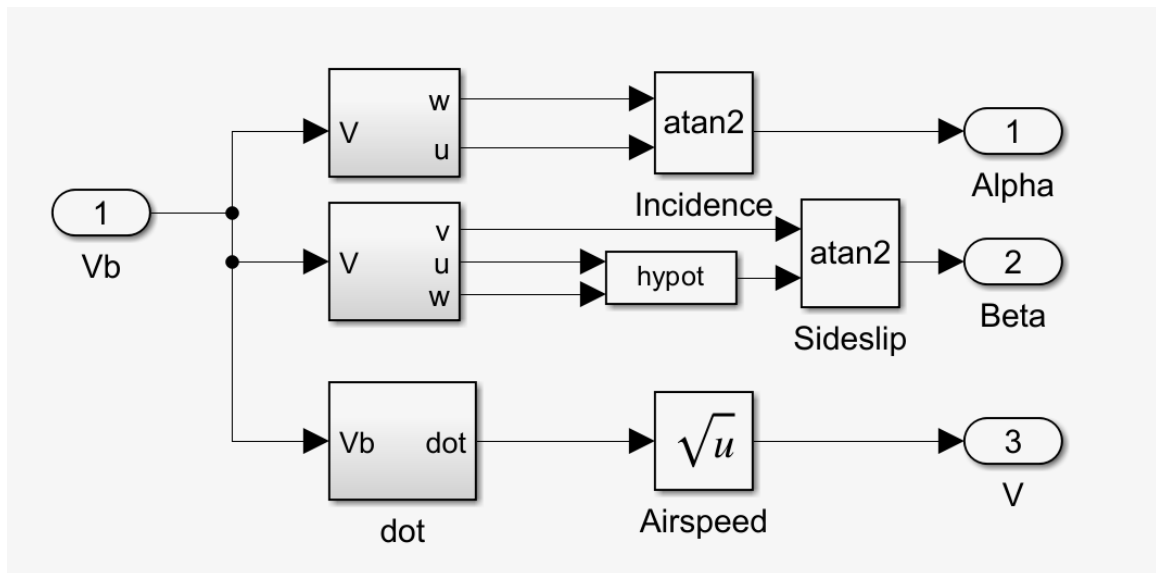 w
V
u
atan2
Incidence
1
Alpha
1
Vb
v
V
u
w
hypot
atan2
Sideslip
2
Beta
Vb dot
dot
√u
Airspeed
3
V